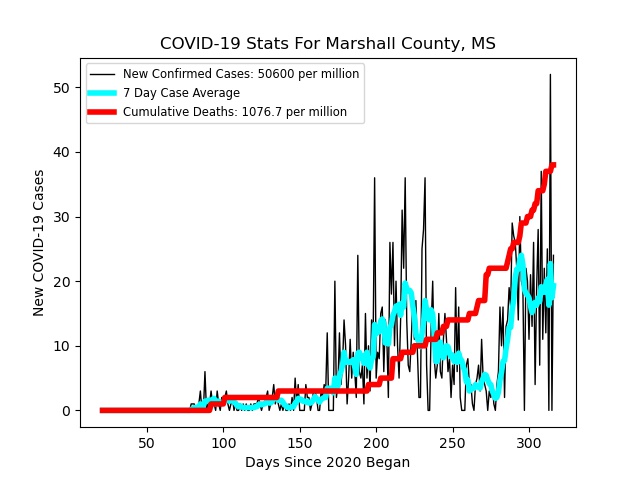 COVID-19 Stats For Marshall County, MS
New Confirmed Cases: 50600 per million
7 Day Case Average
Cumulative Deaths: 1076.7 per million
50
40
30
20
10
0
New COVID-19 Cases
50
100
150
200
250
300
Days Since 2020 Began